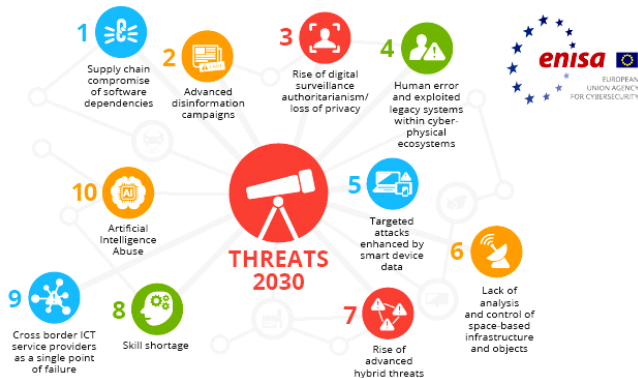 1
Supply chain
compromise
of software
dependencies
2
Advanced
disinformation
campaigns
3
Rise of digital
surveillance
authoritarianism/
loss of privacy
4
Human error
and exploited
legacy systems
within cyber-
physical
ecosystems
enisa
EUROPEAN
UNION AGENCY
FOR CYBERSECURITY
10
AI
Artificial
Intelligence
Abuse
THREATS
2030
5
Targeted
attacks
enhanced by
smart device
data
6
Lack of
analysis
and control of
space-based
infrastructure
and objects
9
Cross border ICT
service providers
as a single point
of failure
8
Skill shortage
7
Rise of
advanced
hybrid threats